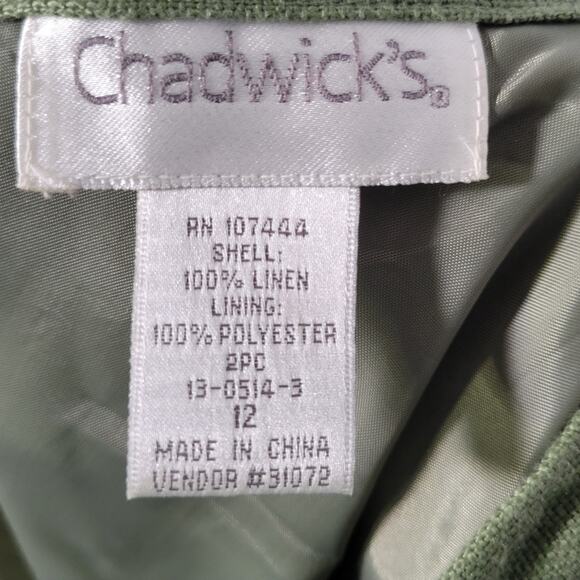 Chadwick's®
RN 107444
SHELL:
100% LINEN
LINING:
100% POLYESTER
2PC
13-0514-3
12
MADE IN CHINA
VENDOR #31072